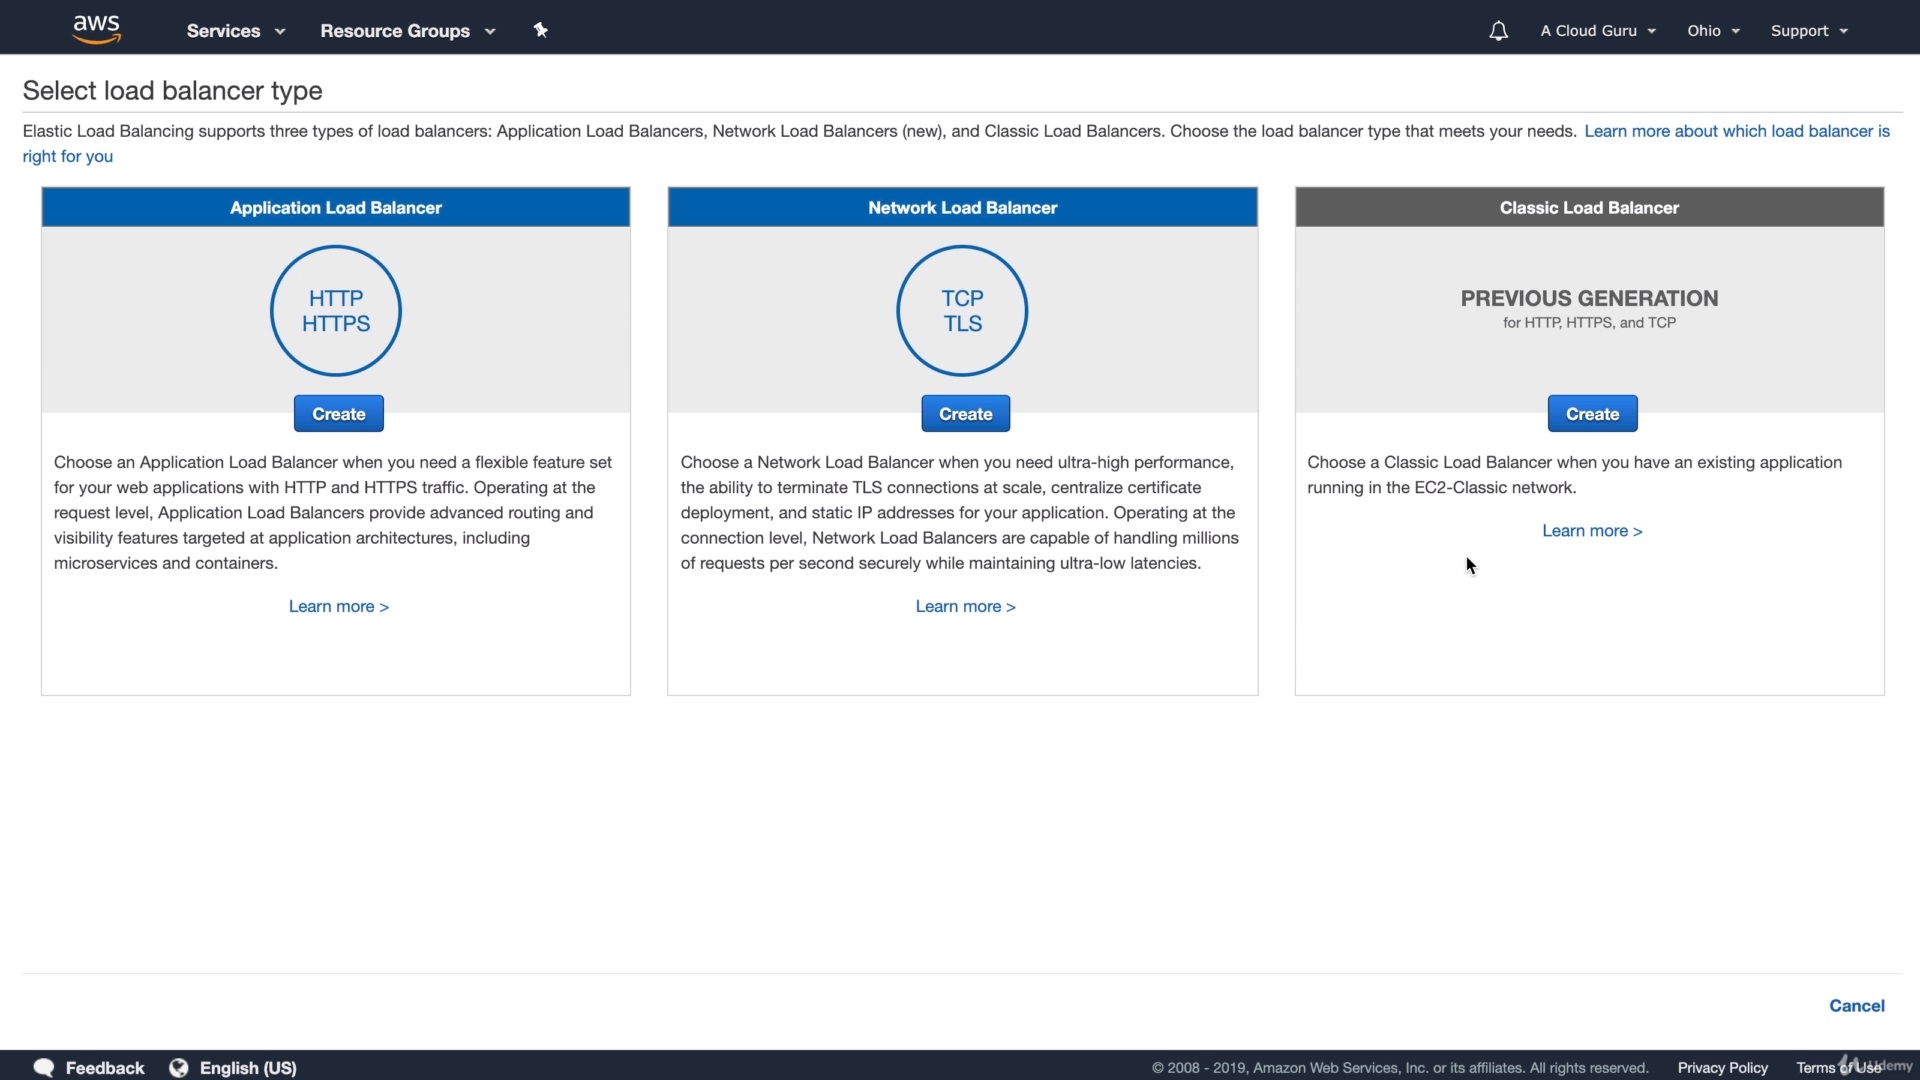 aws Services Resource Groups A Cloud Guru Ohio Support
Select load balancer type
Elastic Load Balancing supports three types of load balancers: Application Load Balancers, Network Load Balancers (new), and Classic Load Balancers. Choose the load balancer type that meets your needs. Learn more about which load balancer is
right for you
Application Load Balancer
HTTP
HTTPS
Create
Choose an Application Load Balancer when you need a flexible feature set
for your web applications with HTTP and HTTPS traffic. Operating at the
request level, Application Load Balancers provide advanced routing and
visibility features targeted at application architectures, including
microservices and containers.
Learn more >
Network Load Balancer
TCP
TLS
Create
Choose a Network Load Balancer when you need ultra-high performance,
the ability to terminate TLS connections at scale, centralize certificate
deployment, and static IP addresses for your application. Operating at the
connection level, Network Load Balancers are capable of handling millions
of requests per second securely while maintaining ultra-low latencies.
Learn more >
Classic Load Balancer
PREVIOUS GENERATION
for HTTP, HTTPS, and TCP
Create
Choose a Classic Load Balancer when you have an existing application
running in the EC2-Classic network.
Learn more >
Cancel
Feedback English (US) © 2008 - 2019, Amazon Web Services, Inc. or its affiliates. All rights reserved. Privacy Policy Terms of Use
Udemy